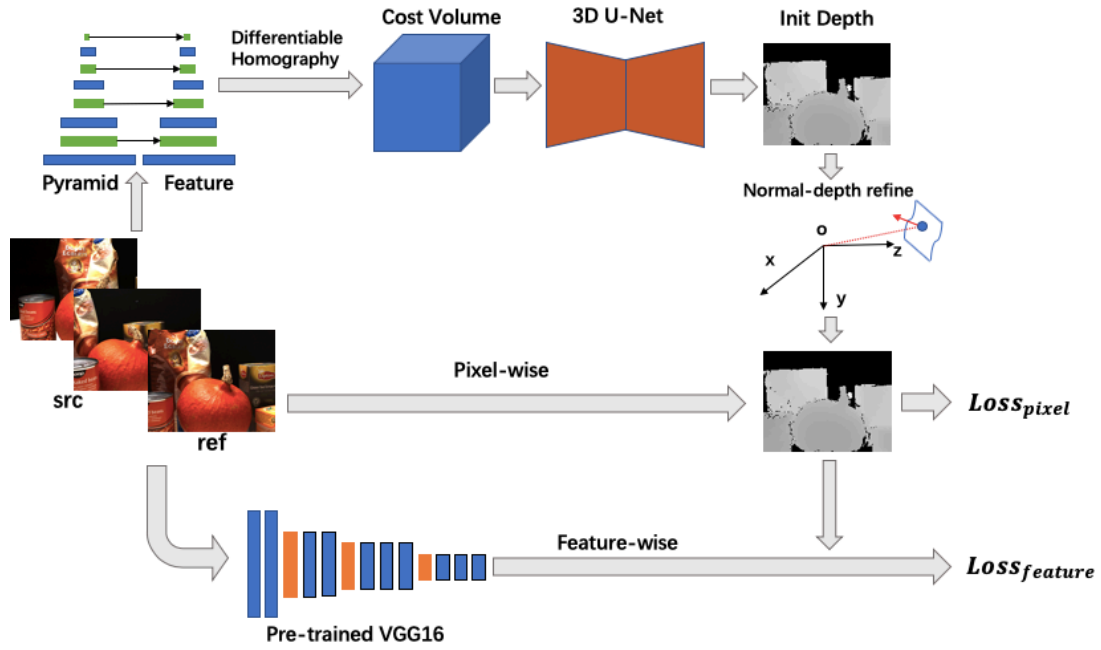 Cost Volume
3D U-Net
Init Depth
Differentiable
Homography
Pyramid
Feature
Normal-depth refine
o
x
z
y
src
ref
Pixel-wise
Loss_pixel
Feature-wise
Loss_feature
Pre-trained VGG16